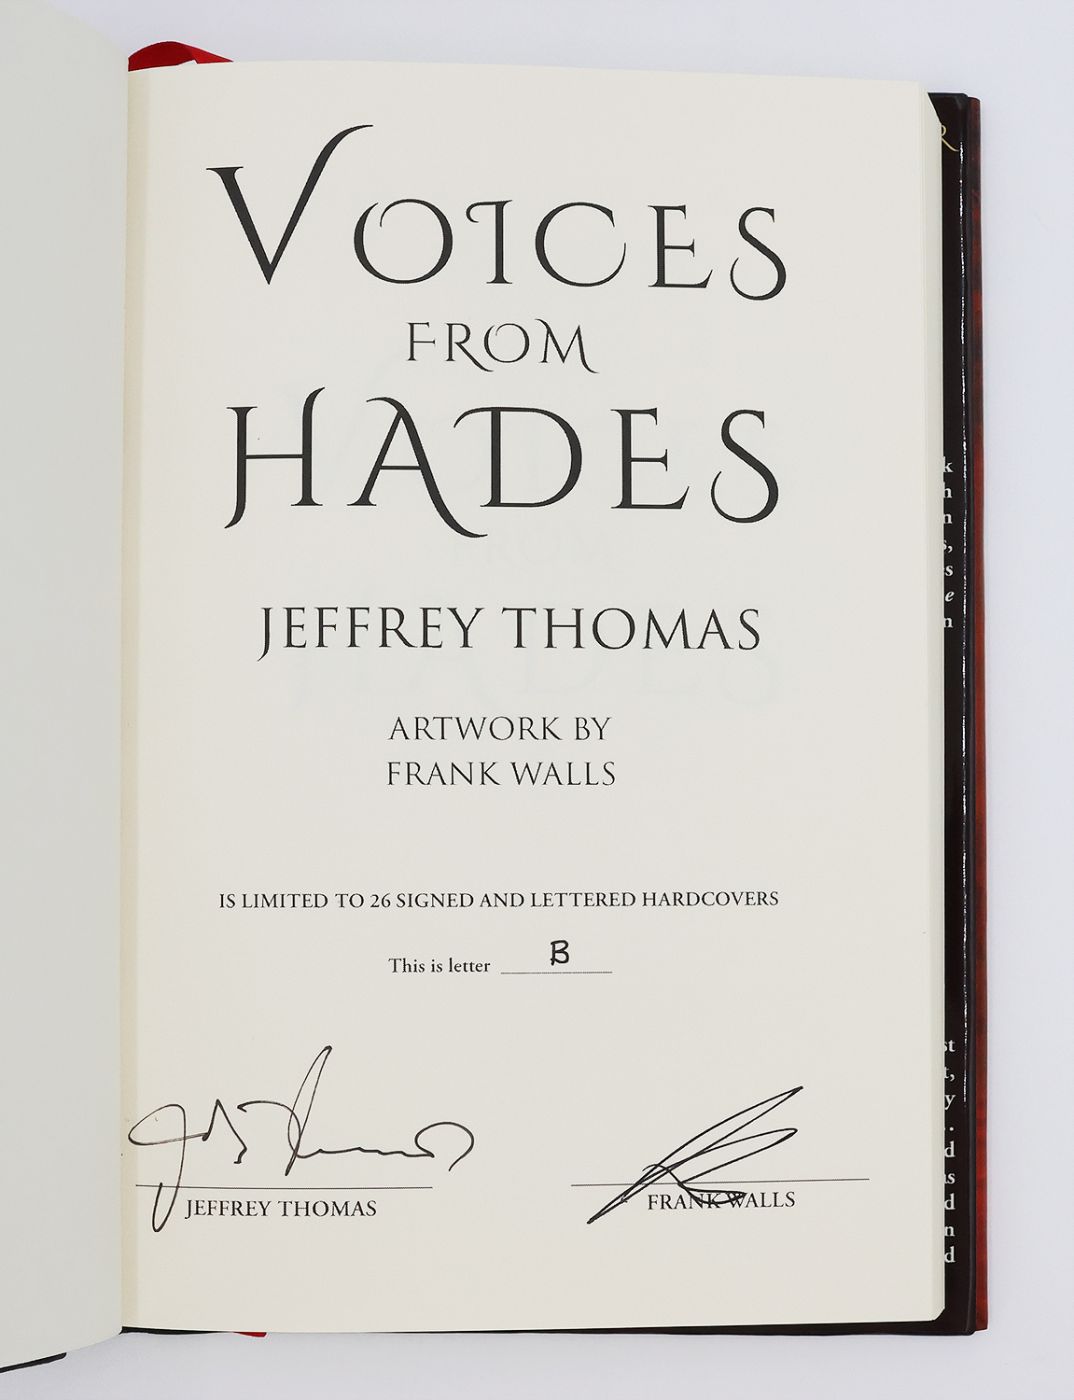 VOICES
FROM
HADES
JEFFREY THOMAS
ARTWORK BY
FRANK WALLS
IS LIMITED TO 26 SIGNED AND LETTERED HARDCOVERS
This is letter B
JEFFREY THOMAS
FRANK WALLS